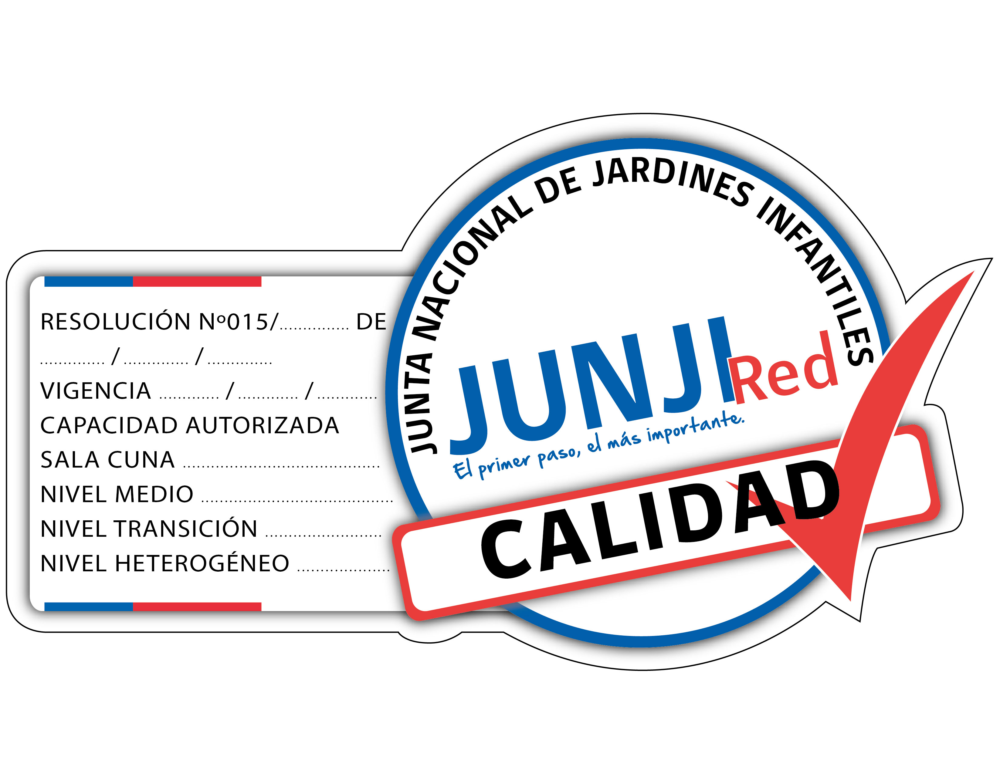 RESOLUCIÓN Nº015/............... DE
.............. / .............. / ..............
VIGENCIA ............. / ............. / .............
CAPACIDAD AUTORIZADA
SALA CUNA ...........................................
NIVEL MEDIO ..........................................
NIVEL TRANSICIÓN .........................
NIVEL HETEROGÉNEO ....................
JUNTA NACIONAL DE JARDINES INFANTILES
JUNJI Red
El primer paso, el más importante.
CALIDAD